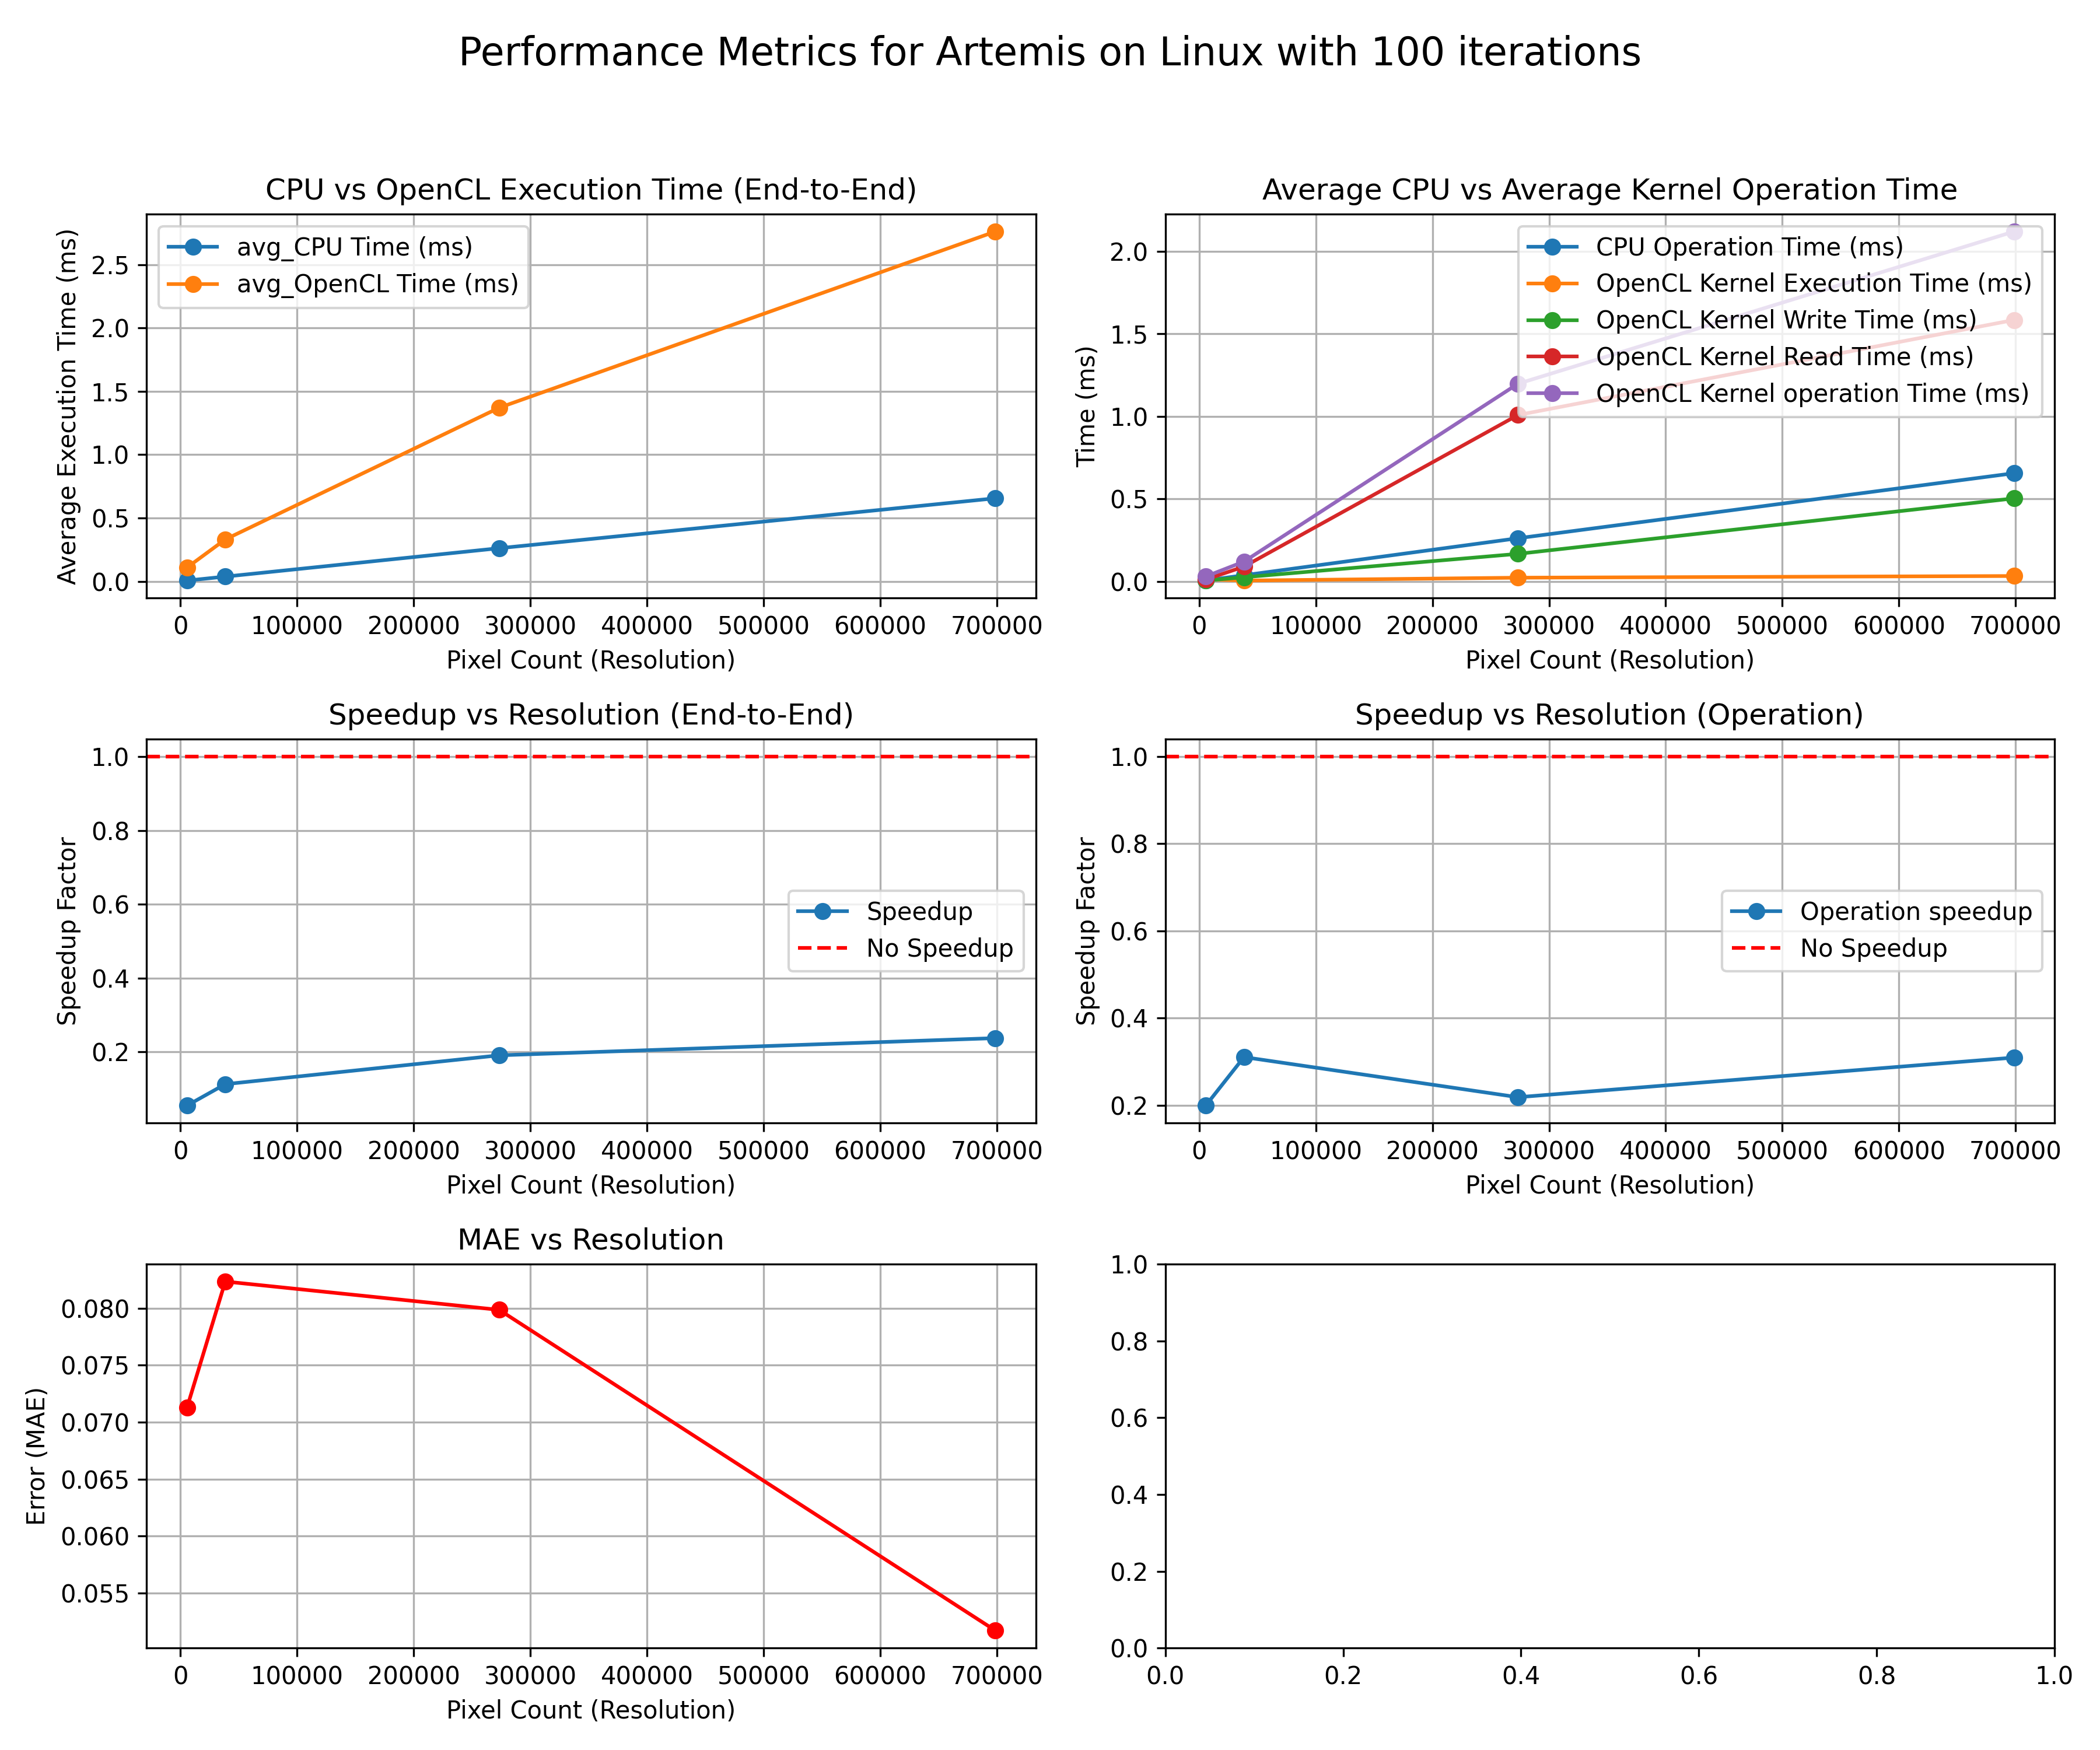 Performance Metrics for Artemis on Linux with 100 iterations
CPU vs OpenCL Execution Time (End-to-End)
Average Execution Time (ms)
2.5
2.0
1.5
1.0
0.5
0.0
avg_CPU Time (ms)
avg_OpenCL Time (ms)
0 100000 200000 300000 400000 500000 600000 700000
Pixel Count (Resolution)
Average CPU vs Average Kernel Operation Time
Time (ms)
2.0
1.5
1.0
0.5
0.0
CPU Operation Time (ms)
OpenCL Kernel Execution Time (ms)
OpenCL Kernel Write Time (ms)
OpenCL Kernel Read Time (ms)
OpenCL Kernel operation Time (ms)
0 100000 200000 300000 400000 500000 600000 700000
Pixel Count (Resolution)
Speedup vs Resolution (End-to-End)
Speedup Factor
1.0
0.8
0.6
0.4
0.2
Speedup
No Speedup
0 100000 200000 300000 400000 500000 600000 700000
Pixel Count (Resolution)
Speedup vs Resolution (Operation)
Speedup Factor
1.0
0.8
0.6
0.4
0.2
Operation speedup
No Speedup
0 100000 200000 300000 400000 500000 600000 700000
Pixel Count (Resolution)
MAE vs Resolution
Error (MAE)
0.080
0.075
0.070
0.065
0.060
0.055
0 100000 200000 300000 400000 500000 600000 700000
Pixel Count (Resolution)
1.0
0.8
0.6
0.4
0.2
0.0
0.0 0.2 0.4 0.6 0.8 1.0